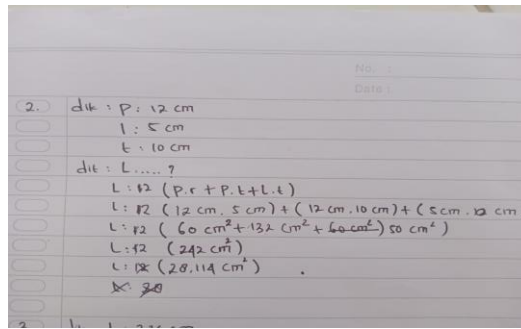 No. :
Date :
2. dik : p : 12 cm
l : 5 cm
t : 10 cm
dit : L ..... ?
L : 12 (p.r + p.t + L.t)
L : 12 (12 cm . 5 cm) + (12 cm . 10 cm) + (5 cm . 10 cm
L : 12 ( 60 cm² + 132 cm² + 60 cm²) 50 cm² )
L : 12 (242 cm²)
L : 12 (28.114 cm²) .